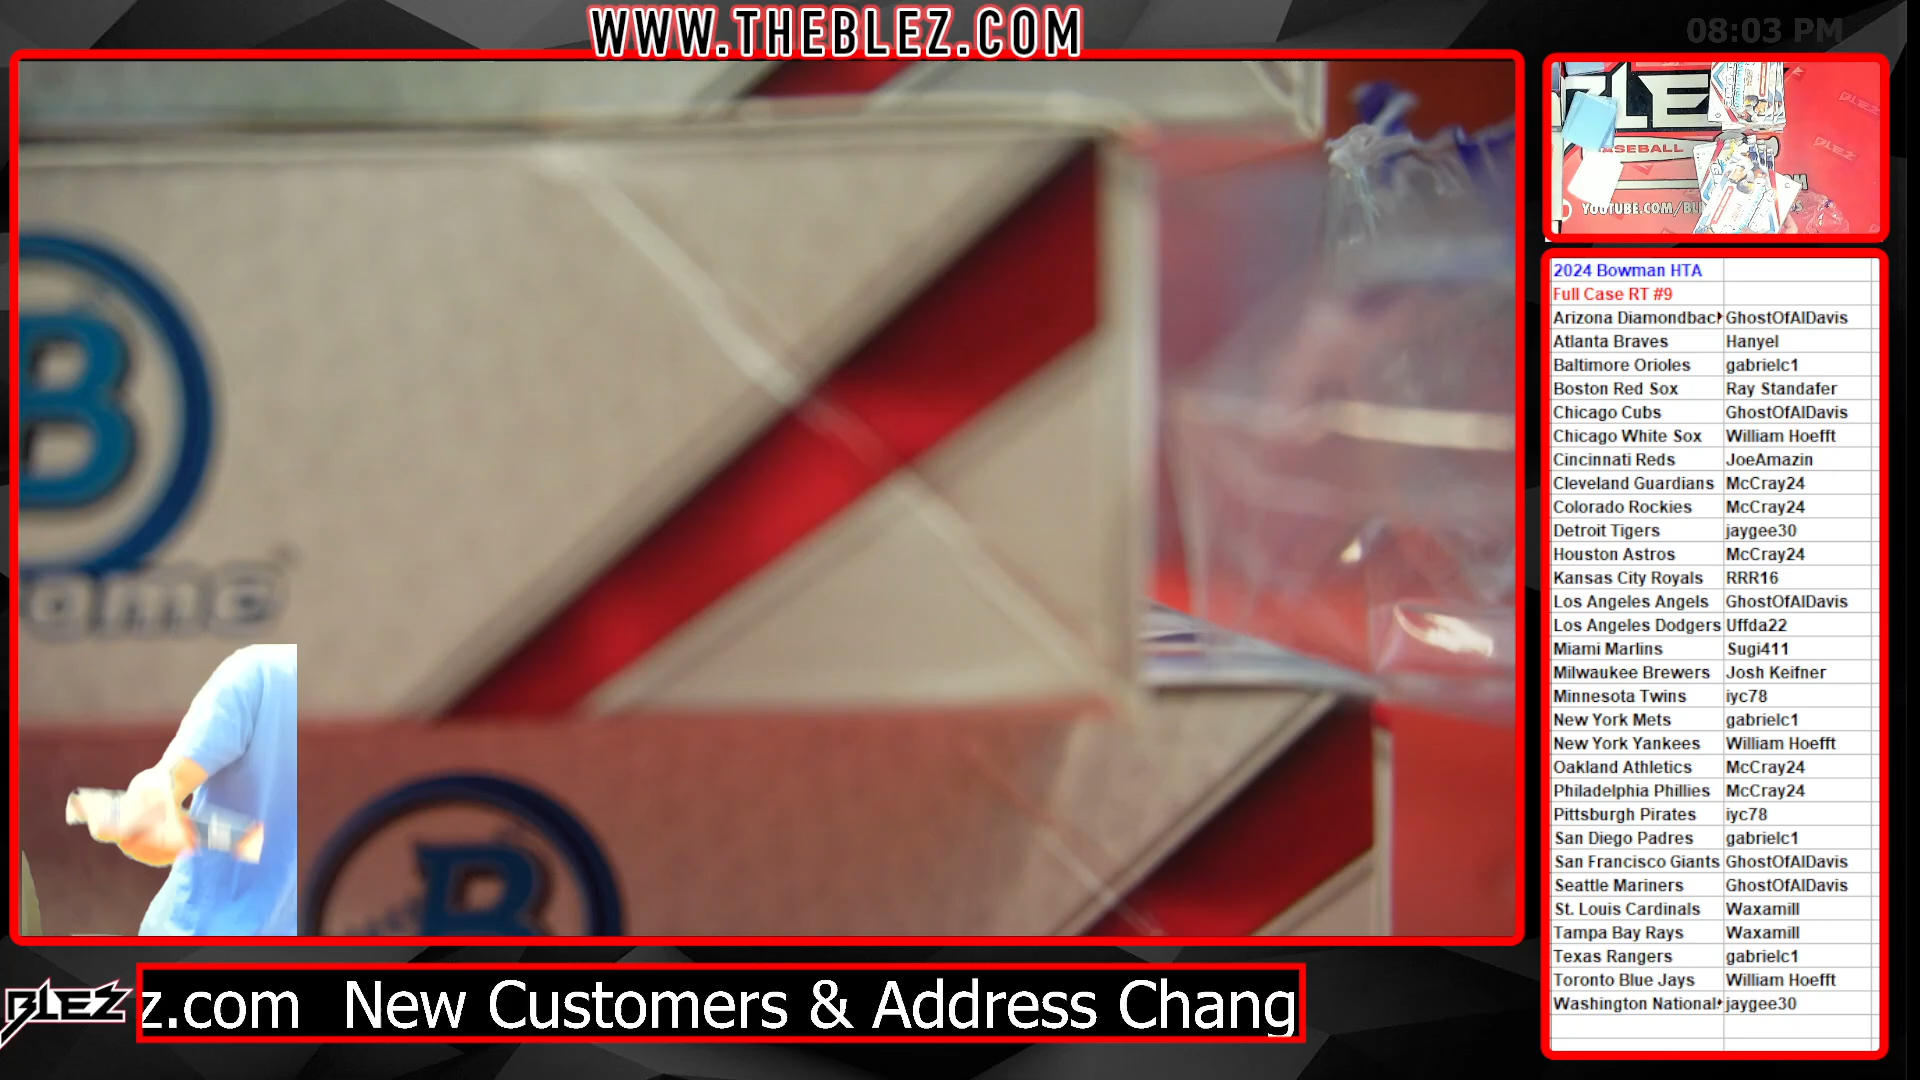 WWW.THEBLEZ.COM
08:03 PM
B
BLEZ
BASEBALL
YOUTUBE.COM/BL
2024 Bowman HTA
Full Case RT #9
Arizona Diamondback GhostOfAlDavis
Atlanta Braves Hanyel
Baltimore Orioles gabrielc1
Boston Red Sox Ray Standafer
Chicago Cubs GhostOfAlDavis
Chicago White Sox William Hoefft
Cincinnati Reds JoeAmazin
Cleveland Guardians McCray24
Colorado Rockies McCray24
Detroit Tigers jaygee30
Houston Astros McCray24
Kansas City Royals RRR16
Los Angeles Angels GhostOfAlDavis
Los Angeles Dodgers Uffda22
Miami Marlins Sugi411
Milwaukee Brewers Josh Keifner
Minnesota Twins iyc78
New York Mets gabrielc1
New York Yankees William Hoefft
Oakland Athletics McCray24
Philadelphia Phillies McCray24
Pittsburgh Pirates iyc78
San Diego Padres gabrielc1
San Francisco Giants GhostOfAlDavis
Seattle Mariners GhostOfAlDavis
St. Louis Cardinals Waxamill
Tampa Bay Rays Waxamill
Texas Rangers gabrielc1
Toronto Blue Jays William Hoefft
Washington National jaygee30
ome
B
BLEZ z.com New Customers & Address Chang